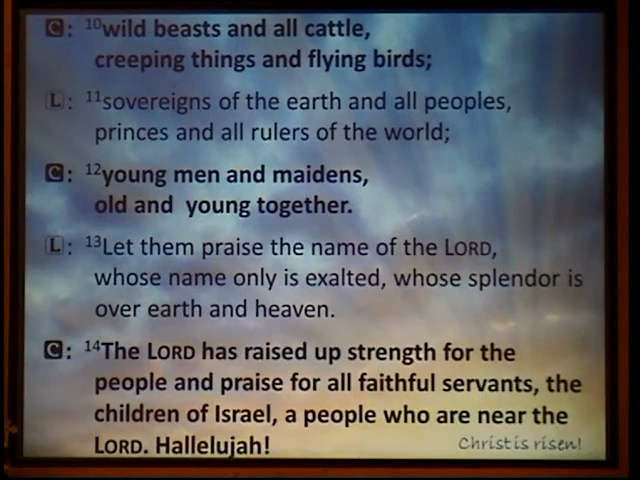 C: 10wild beasts and all cattle,
creeping things and flying birds;
L: 11sovereigns of the earth and all peoples,
princes and all rulers of the world;
C: 12young men and maidens,
old and  young together.
L: 13Let them praise the name of the LORD,
whose name only is exalted, whose splendor is
over earth and heaven.
C: 14The LORD has raised up strength for the
people and praise for all faithful servants, the
children of Israel, a people who are near the
LORD. Hallelujah!
Christ is risen!